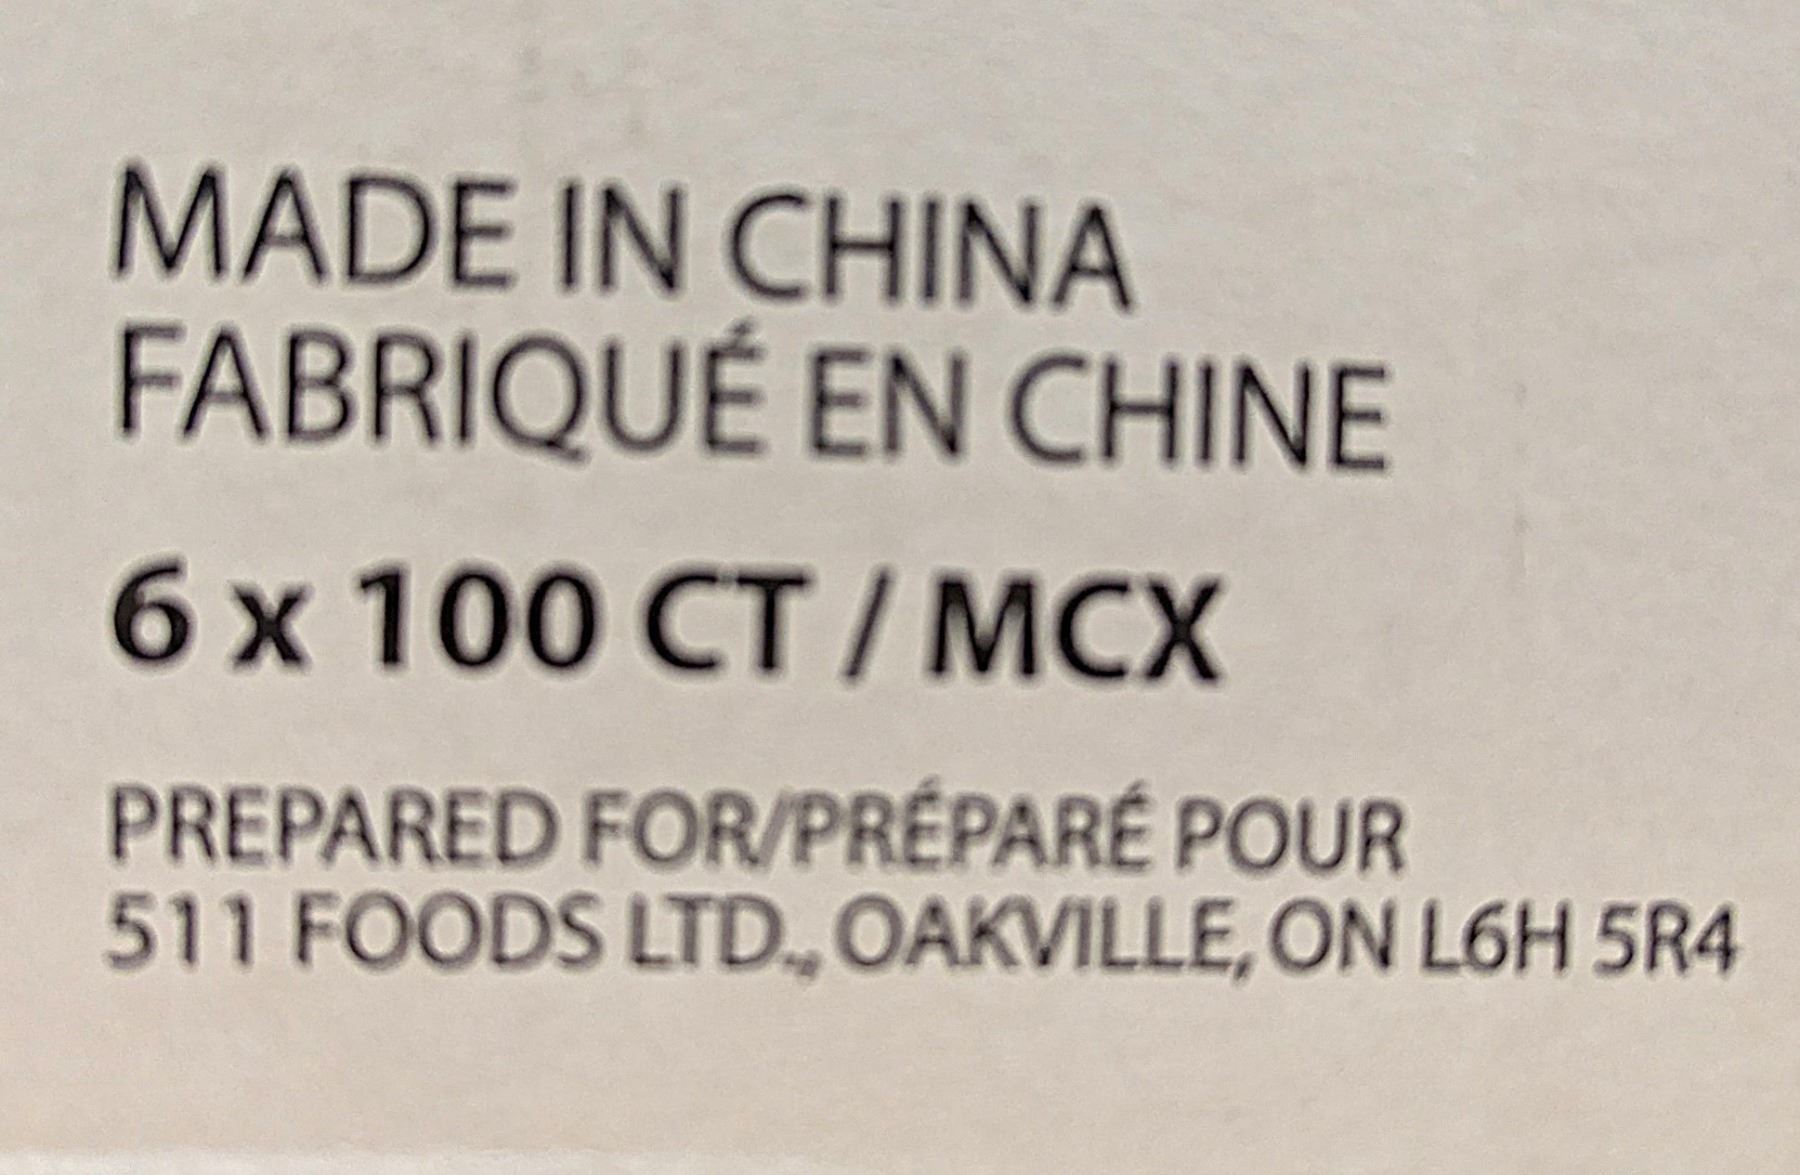 MADE IN CHINA
FABRIQUÉ EN CHINE
6 x 100 CT / MCX
PREPARED FOR/PRÉPARÉ POUR
511 FOODS LTD., OAKVILLE, ON L6H 5R4